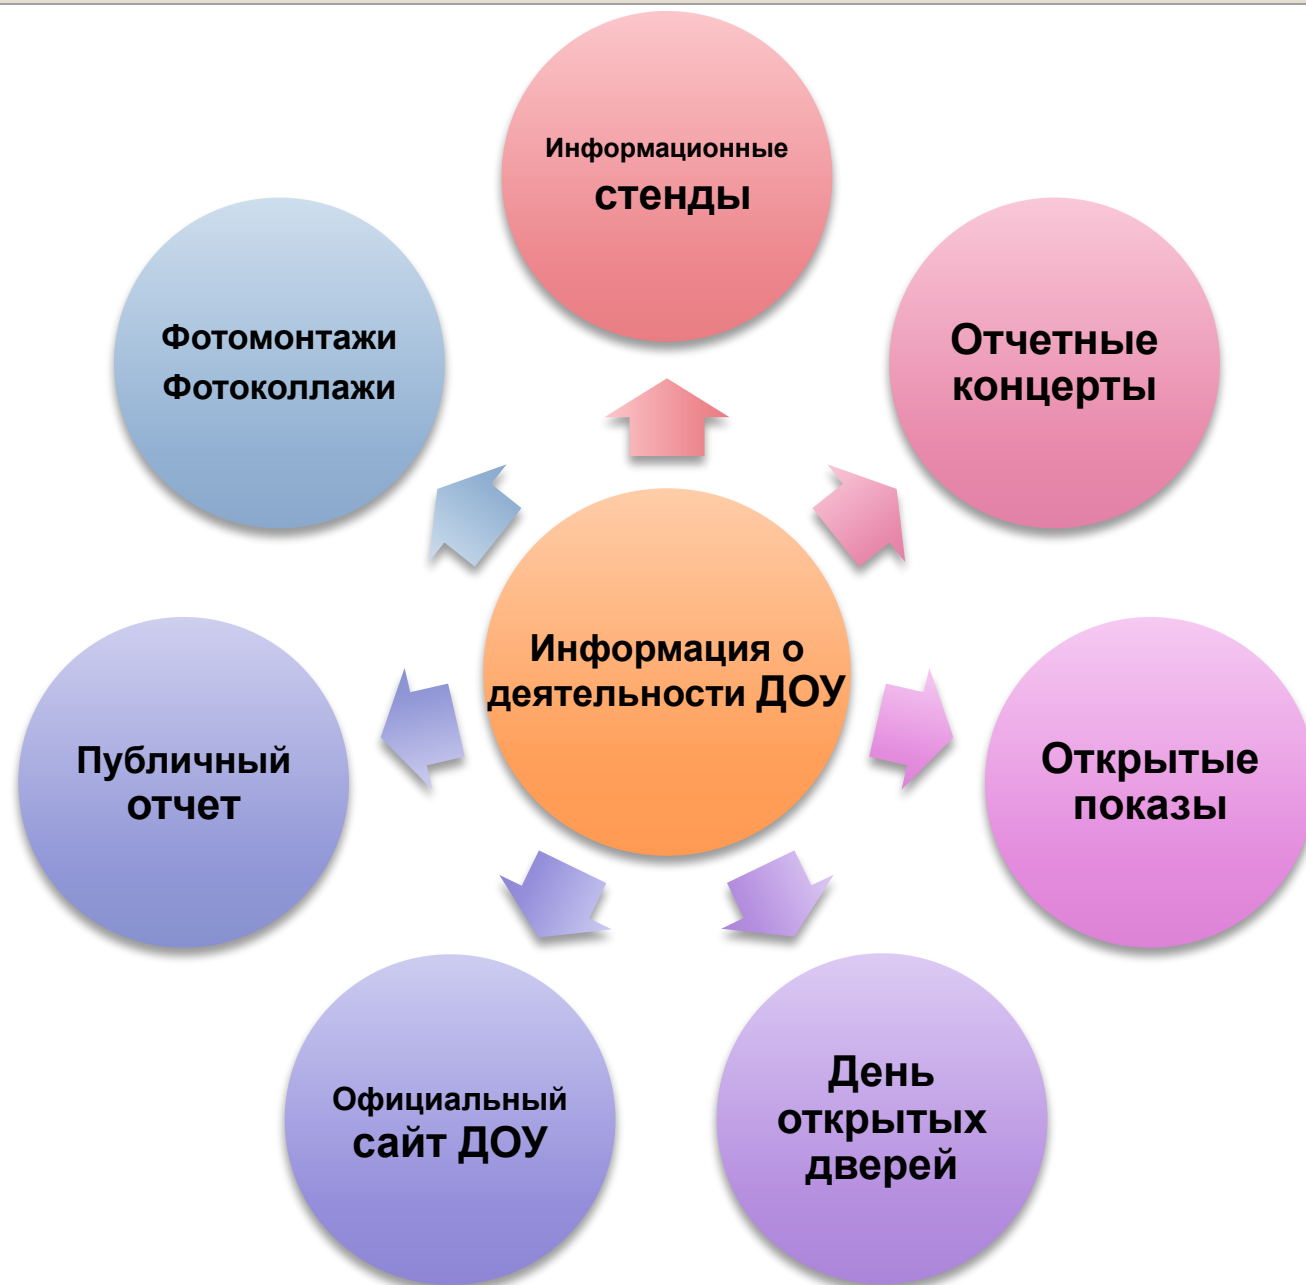 Информационные
стенды
Отчетные
концерты
Открытые
показы
День
открытых
дверей
Официальный
сайт ДОУ
Публичный
отчет
Фотомонтажи
Фотоколлажи
Информация о
деятельности ДОУ